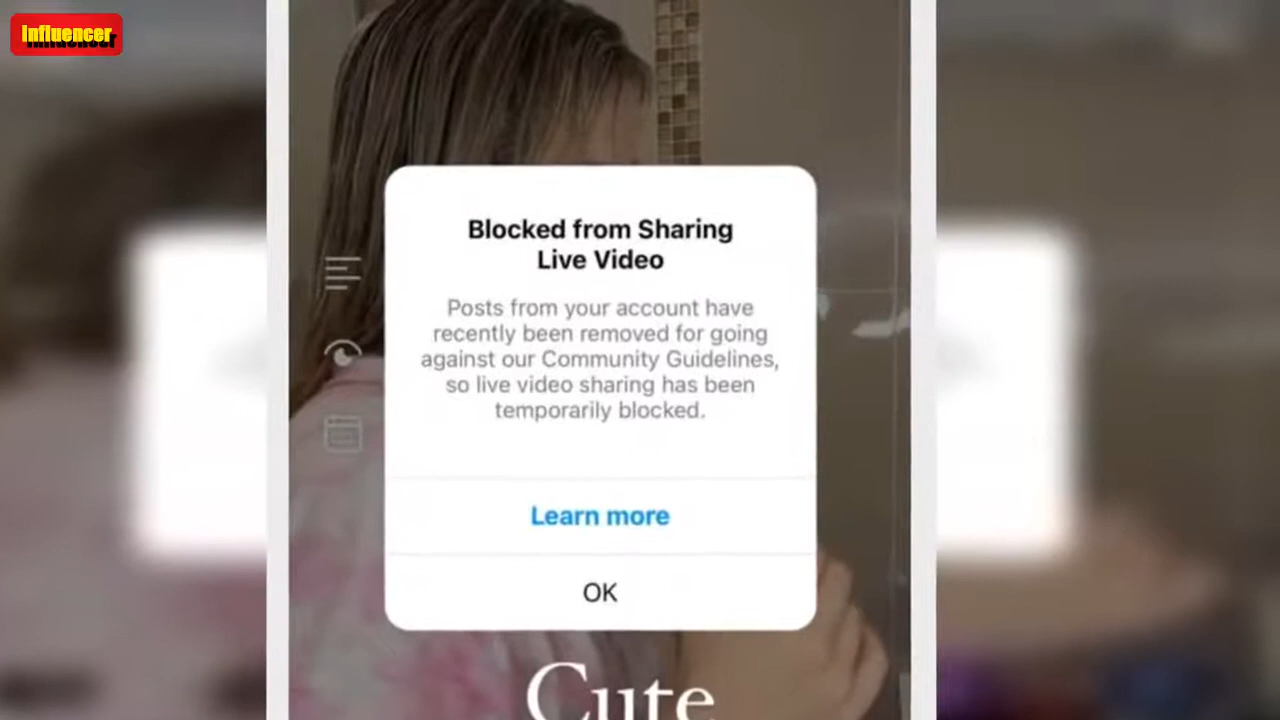 Influencer
Blocked from Sharing
Live Video
Posts from your account have
recently been removed for going
against our Community Guidelines,
so live video sharing has been
temporarily blocked.
Learn more
OK
Cute